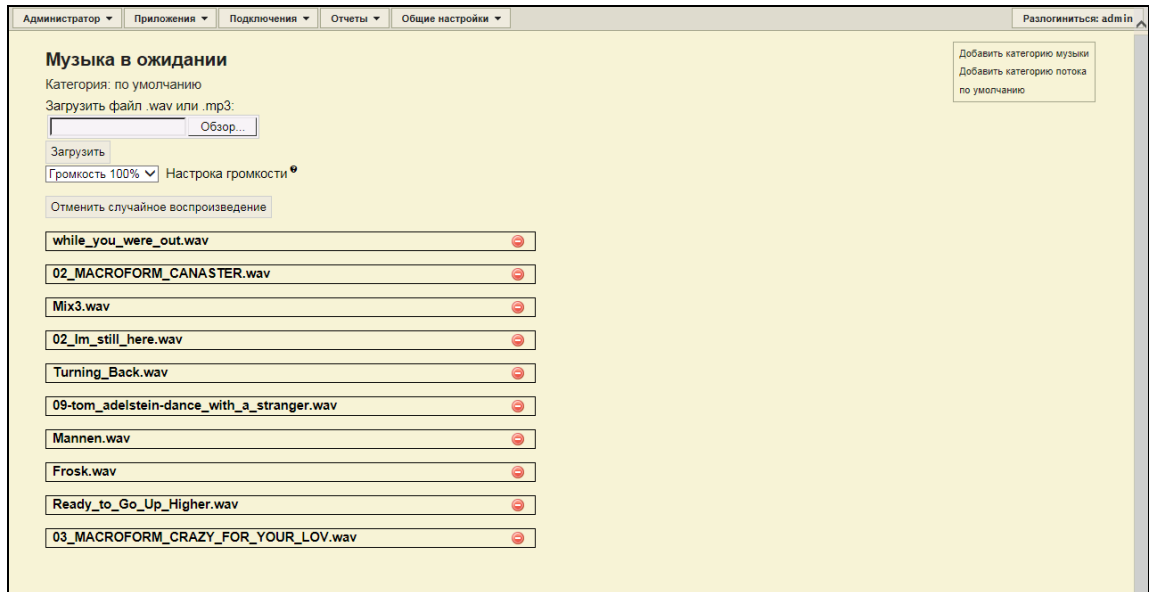 Администратор Приложения Подключения Отчеты Общие настройки Разлогиниться: admin
Музыка в ожидании
Категория: по умолчанию
Загрузить файл .wav или .mp3:
Обзор...
Загрузить
Громкость 100% Настрока громкости ?
Отменить случайное воспроизведение
while_you_were_out.wav
02_MACROFORM_CANASTER.wav
Mix3.wav
02_Im_still_here.wav
Turning_Back.wav
09-tom_adelstein-dance_with_a_stranger.wav
Mannen.wav
Frosk.wav
Ready_to_Go_Up_Higher.wav
03_MACROFORM_CRAZY_FOR_YOUR_LOV.wav
Добавить категорию музыки
Добавить категорию потока
по умолчанию